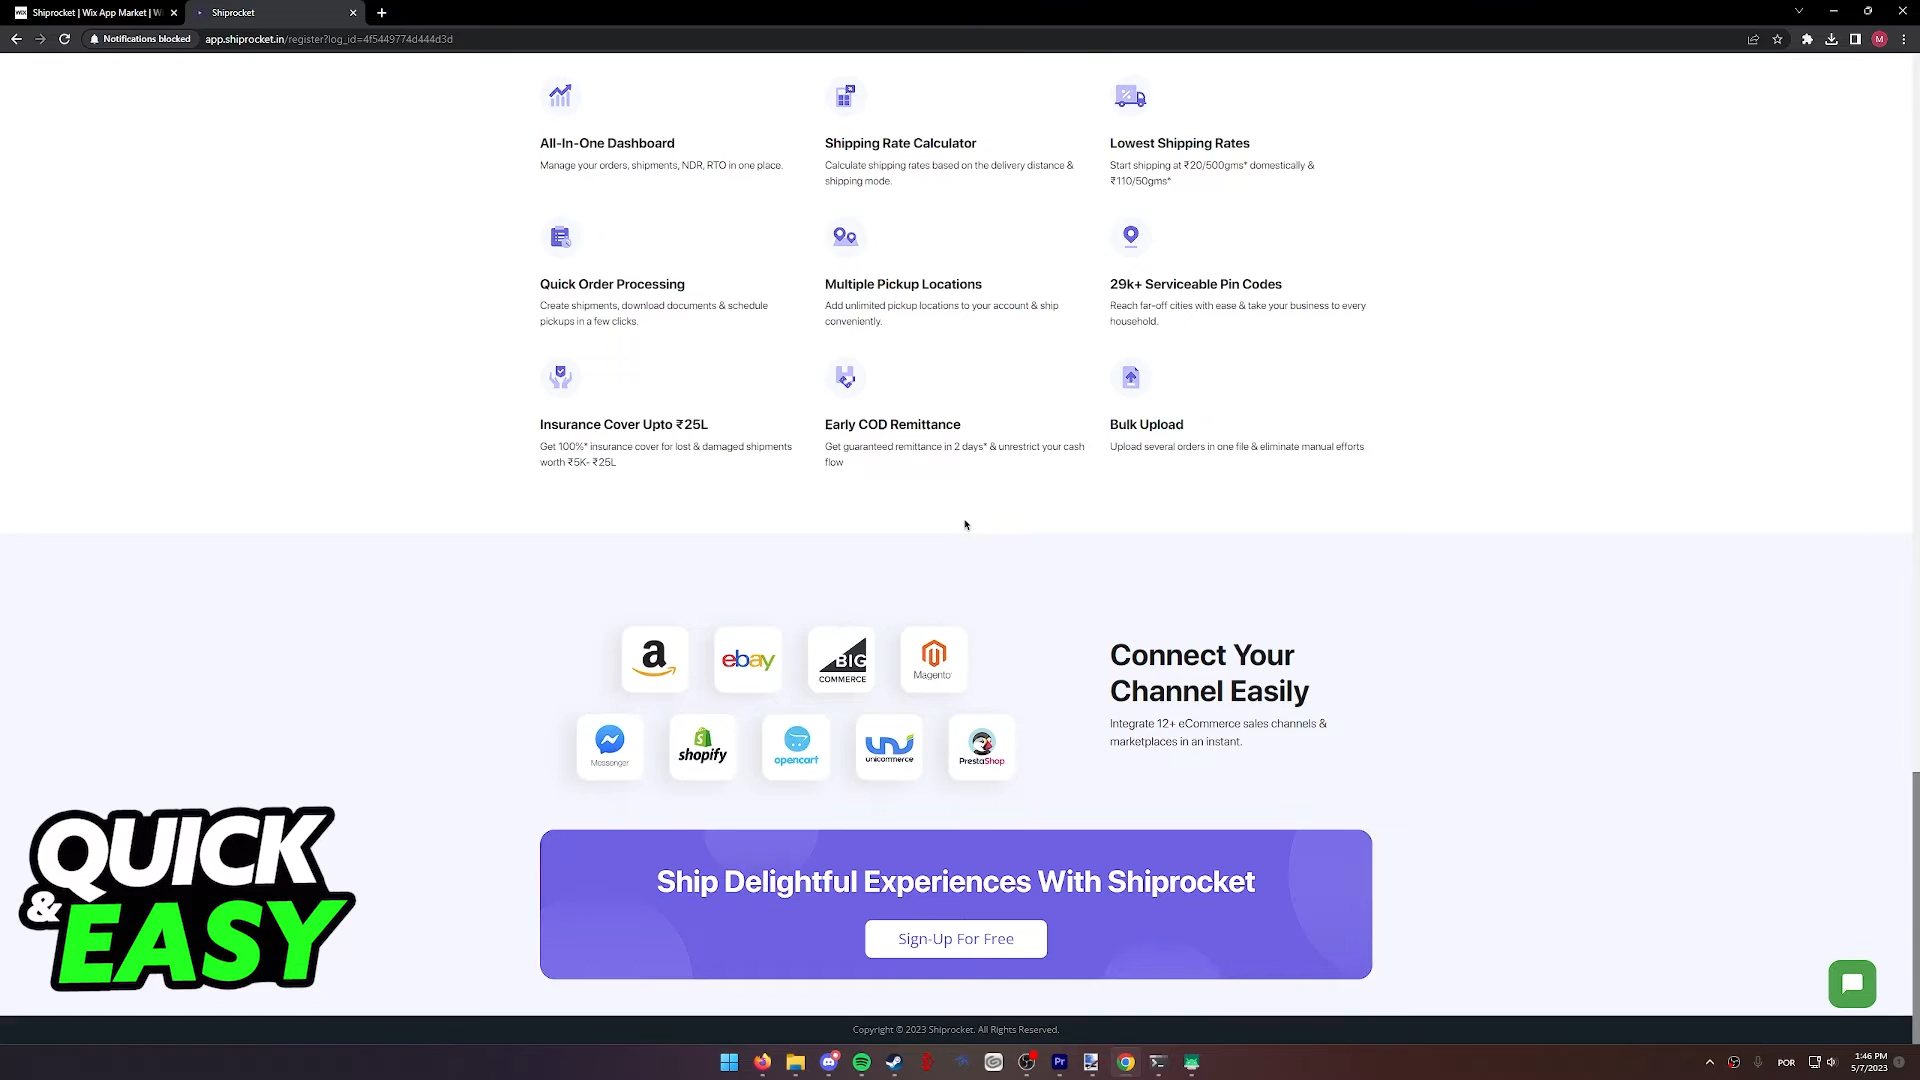 Shiprocket | Wix App Market | W
Shiprocket
Notifications blocked
app.shiprocket.in/register?log_id=4f5449774d444d3d
M
All-In-One Dashboard
Manage your orders, shipments, NDR, RTO in one place.
Shipping Rate Calculator
Calculate shipping rates based on the delivery distance &
shipping mode.
Lowest Shipping Rates
Start shipping at ₹20/500gms* domestically &
₹110/50gms*
Quick Order Processing
Create shipments, download documents & schedule
pickups in a few clicks.
Multiple Pickup Locations
Add unlimited pickup locations to your account & ship
conveniently.
29k+ Serviceable Pin Codes
Reach far-off cities with ease & take your business to every
household.
Insurance Cover Upto ₹25L
Get 100%* insurance cover for lost & damaged shipments
worth ₹5K- ₹25L
Early COD Remittance
Get guaranteed remittance in 2 days* & unrestrict your cash
flow
Bulk Upload
Upload several orders in one file & eliminate manual efforts
a
ebay
BIG
COMMERCE
Magento
Messenger
shopify
opencart
unicommerce
PrestaShop
Connect Your
Channel Easily
Integrate 12+ eCommerce sales channels &
marketplaces in an instant.
QUICK
& EASY
Ship Delightful Experiences With Shiprocket
Sign-Up For Free
Copyright © 2023 Shiprocket. All Rights Reserved.
Pr
POR
1:46 PM
5/7/2023